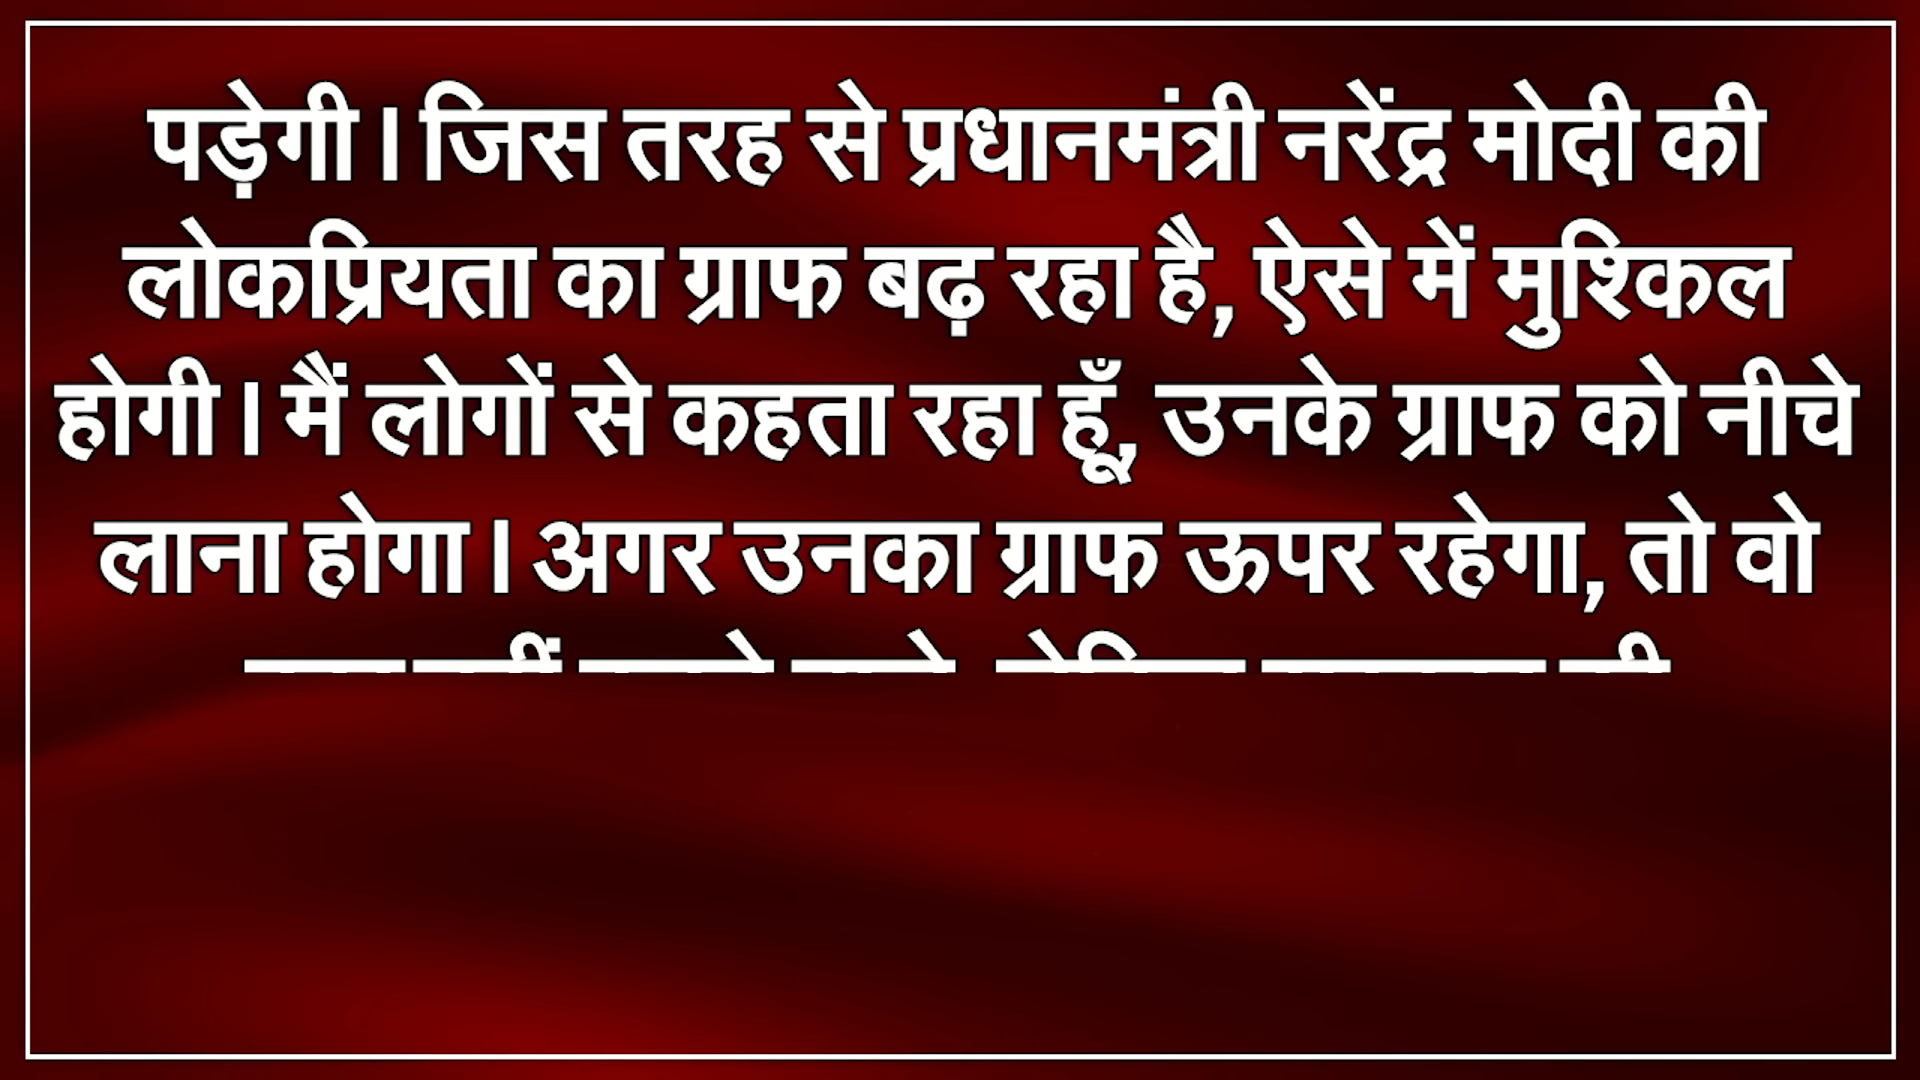 पड़ेगी । जिस तरह से प्रधानमंत्री नरेंद्र मोदी की
लोकप्रियता का ग्राफ बढ़ रहा है, ऐसे में मुश्किल
होगी । मैं लोगों से कहता रहा हूँ, उनके ग्राफ को नीचे
लाना होगा । अगर उनका ग्राफ ऊपर रहेगा, तो वो